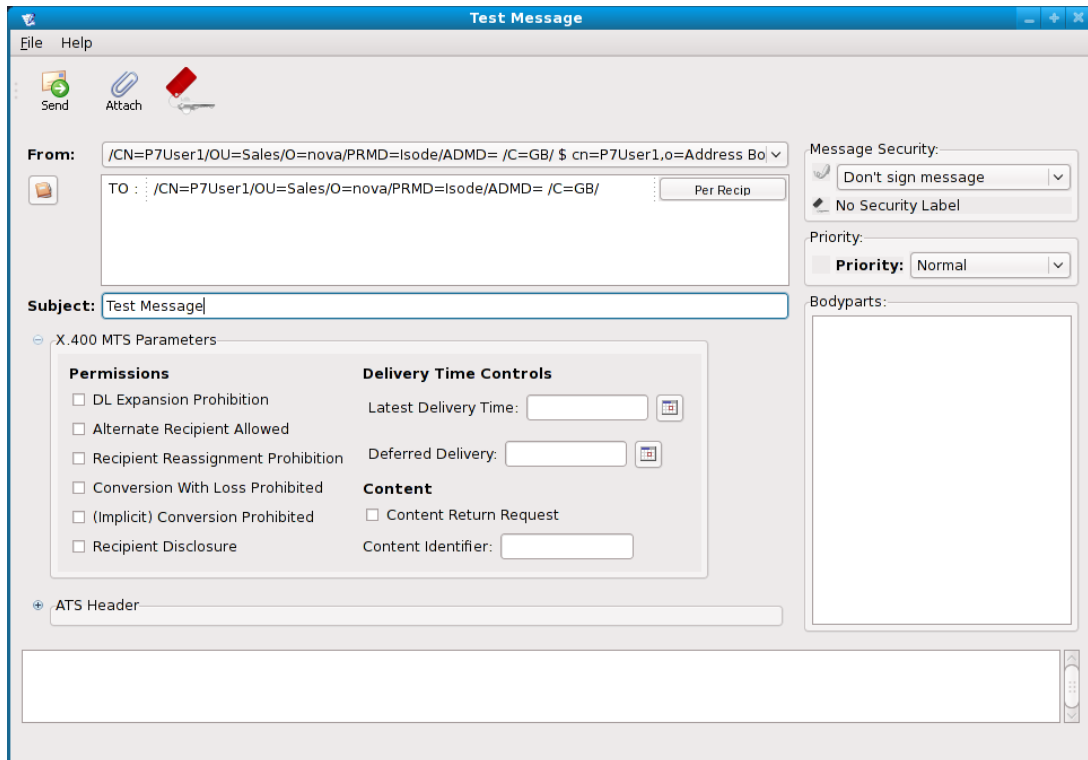 Test Message
File Help
Send Attach
From: /CN=P7User1/OU=Sales/O=nova/PRMD=Isode/ADMD= /C=GB/ $ cn=P7User1,o=Address Bo
TO : /CN=P7User1/OU=Sales/O=nova/PRMD=Isode/ADMD= /C=GB/ Per Recip
Subject: Test Message
X.400 MTS Parameters
Permissions
DL Expansion Prohibition
Alternate Recipient Allowed
Recipient Reassignment Prohibition
Conversion With Loss Prohibited
(Implicit) Conversion Prohibited
Recipient Disclosure
Delivery Time Controls
Latest Delivery Time:
Deferred Delivery:
Content
Content Return Request
Content Identifier:
ATS Header
Message Security:
Don't sign message
No Security Label
Priority:
Priority: Normal
Bodyparts: